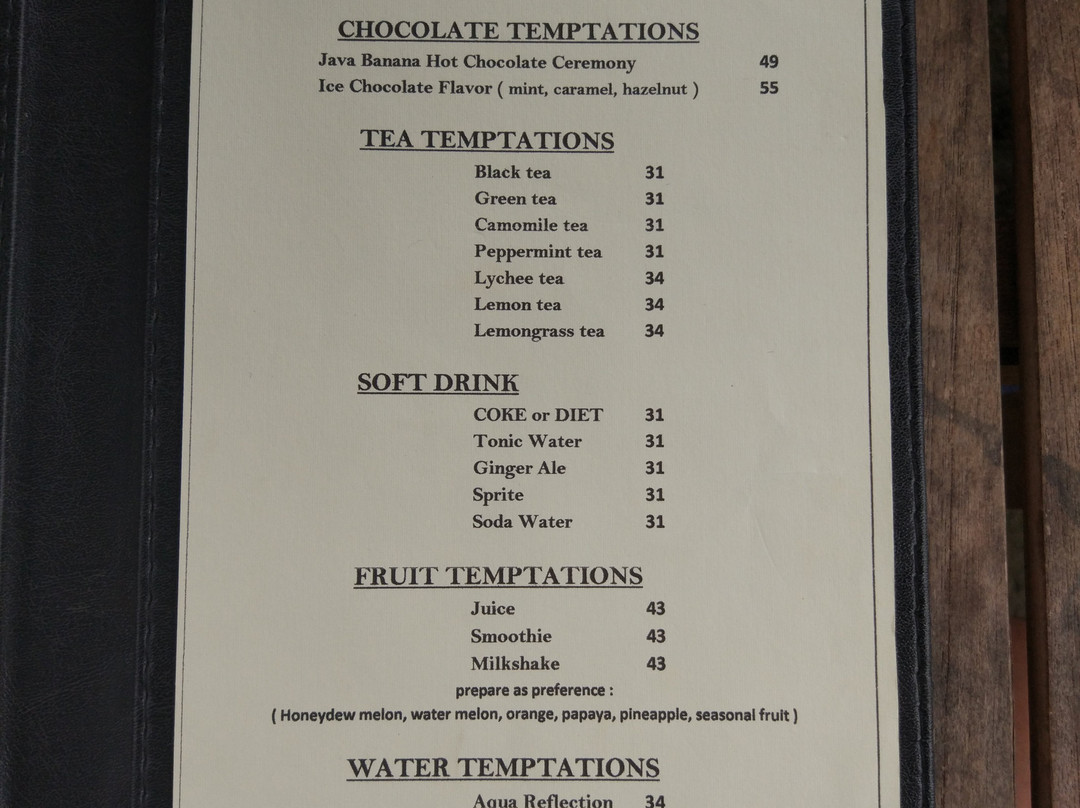 CHOCOLATE TEMPTATIONS
Java Banana Hot Chocolate Ceremony 49
Ice Chocolate Flavor ( mint, caramel, hazelnut ) 55
TEA TEMPTATIONS
Black tea 31
Green tea 31
Camomile tea 31
Peppermint tea 31
Lychee tea 34
Lemon tea 34
Lemongrass tea 34
SOFT DRINK
COKE or DIET 31
Tonic Water 31
Ginger Ale 31
Sprite 31
Soda Water 31
FRUIT TEMPTATIONS
Juice 43
Smoothie 43
Milkshake 43
prepare as preference :
( Honeydew melon, water melon, orange, papaya, pineapple, seasonal fruit )
WATER TEMPTATIONS
Aqua Reflection 34